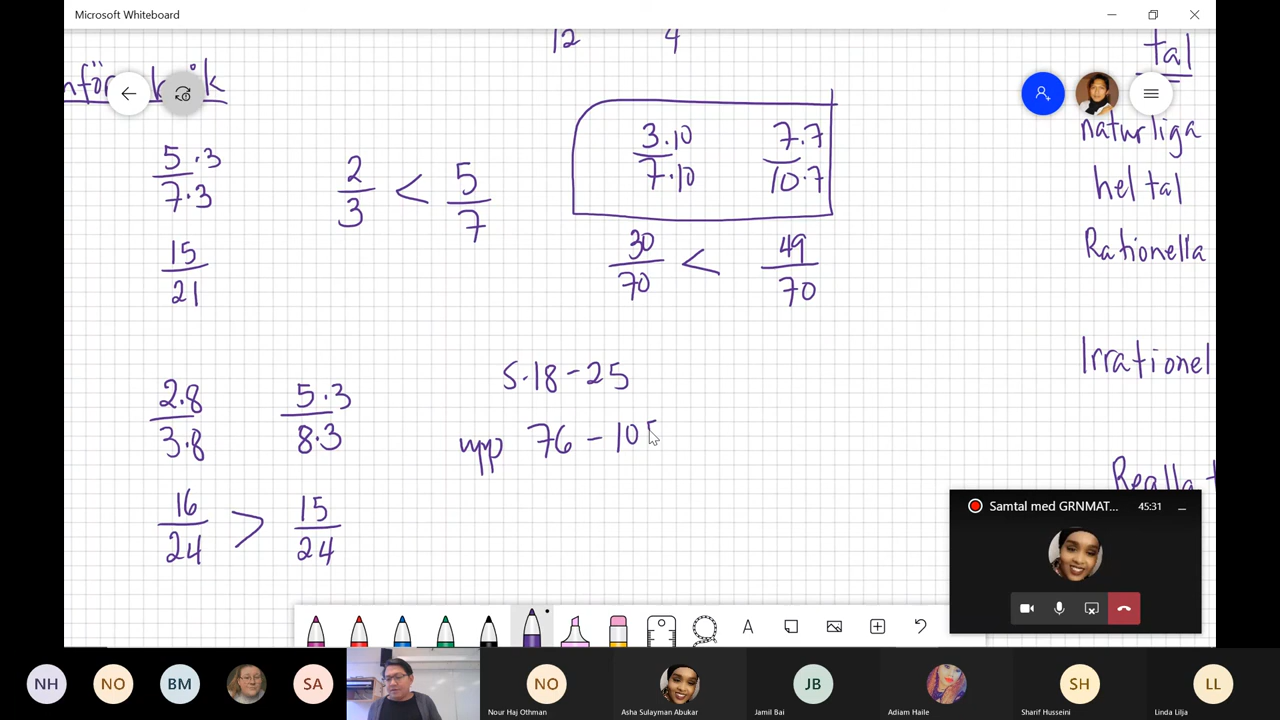 Microsoft Whiteboard
12 4
tal
naturliga
heltal
Rationella
Irrationel
Realla t
5·3
7·3
15
21
2 < 5
3 7
3·10 7·7
7·10 10·7
30 < 49
70 70
2·8 5·3
3·8 8·3
16 > 15
24 24
S·18-25
upp 76-105
Samtal med GRNMAT... 45:31
A
NH NO BM SA NO JB SH LL
Nour Haj Othman Asha Sulayman Abukar Jamil Bai Adiam Haile Sharif Husseini Linda Lilja